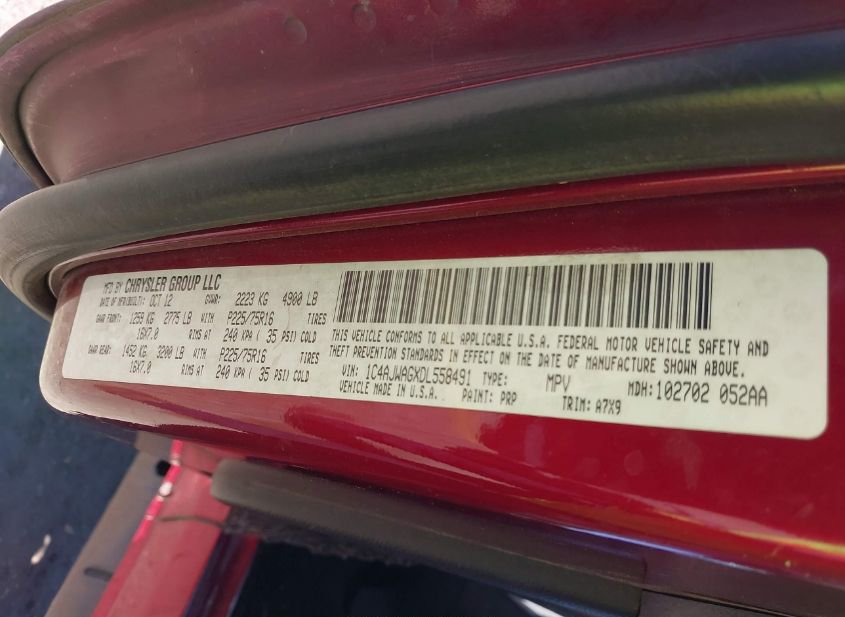 MFD BY CHRYSLER GROUP LLC
DATE OF MFR(BUILT): OCT 12 GVWR: 2223 KG 4900 LB
GAWR FRONT: 1259 KG 2775 LB WITH P225/75R16 TIRES
16X7.0 RIMS AT 240 KPA ( 35 PSI) COLD
GAWR REAR: 1452 KG 3200 LB WITH P225/75R16 TIRES
16X7.0 RIMS AT 240 KPA ( 35 PSI) COLD
THIS VEHICLE CONFORMS TO ALL APPLICABLE U.S.A. FEDERAL MOTOR VEHICLE SAFETY AND
THEFT PREVENTION STANDARDS IN EFFECT ON THE DATE OF MANUFACTURE SHOWN ABOVE.
VIN: 1C4AJWAGXDL558491 TYPE: MPV MDH: 102702 052AA
VEHICLE MADE IN U.S.A. PAINT: PRP TRIM: A7X9